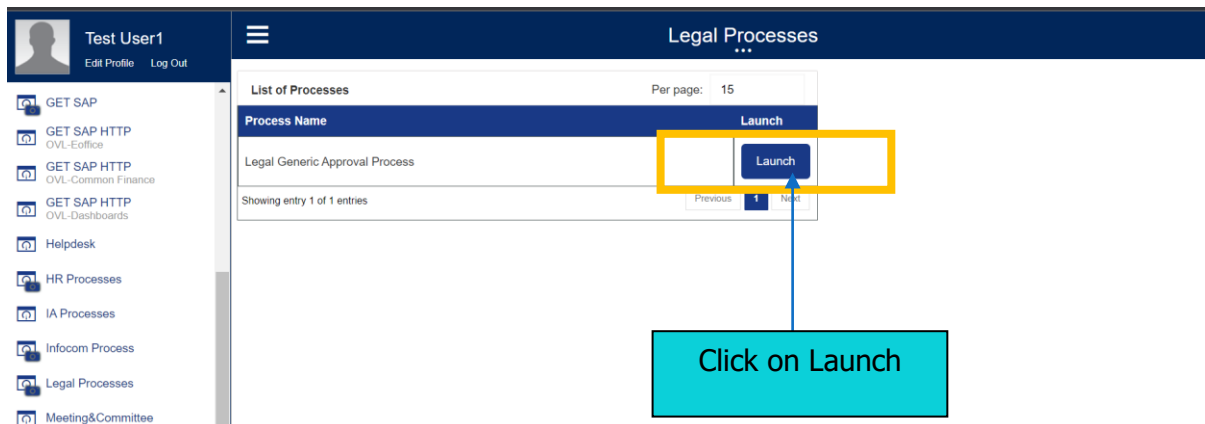 Test User1
Edit Profile Log Out
GET SAP
GET SAP HTTP
OVL-Eoffice
GET SAP HTTP
OVL-Common Finance
GET SAP HTTP
OVL-Dashboards
Helpdesk
HR Processes
IA Processes
Infocom Process
Legal Processes
Meeting&Committee
Legal Processes
List of Processes Per page: 15
Process Name Launch
Legal Generic Approval Process Launch
Showing entry 1 of 1 entries Previous 1 Next
Click on Launch